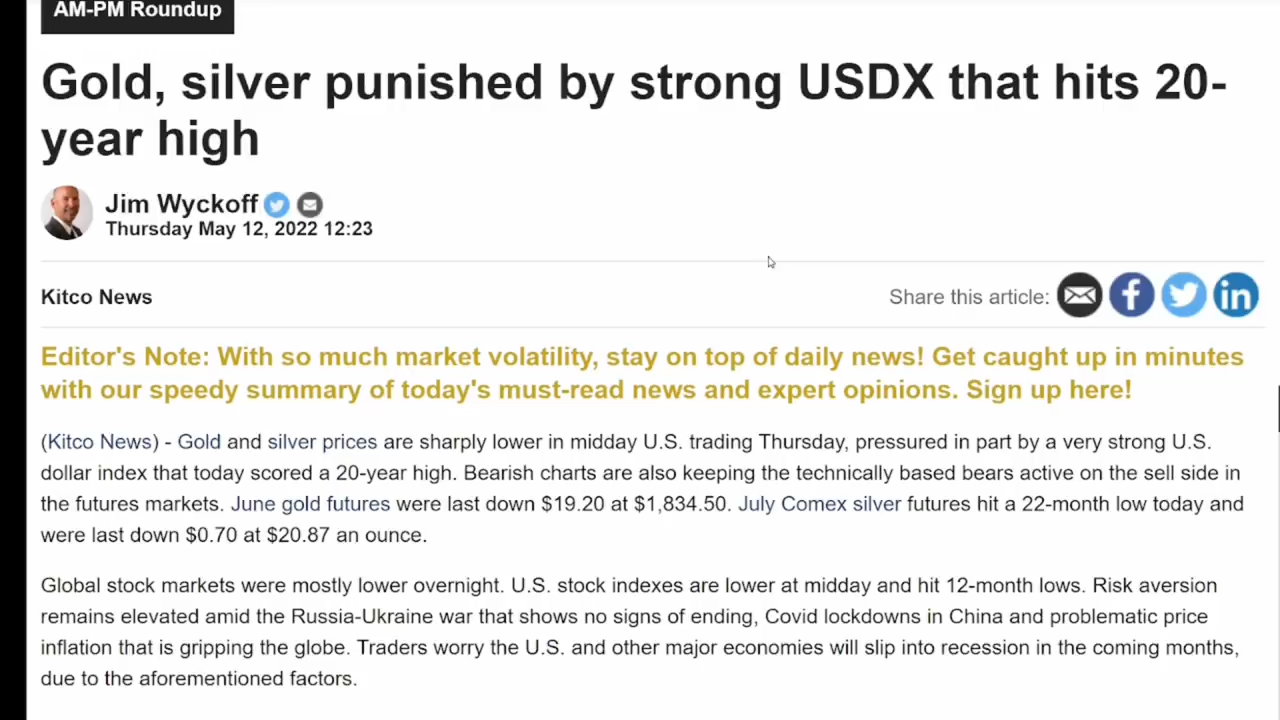 AM-PM Roundup
Gold, silver punished by strong USDX that hits 20-
year high
Jim Wyckoff
Thursday May 12, 2022 12:23
Kitco News
Share this article:
Editor's Note: With so much market volatility, stay on top of daily news! Get caught up in minutes
with our speedy summary of today's must-read news and expert opinions. Sign up here!
(Kitco News) - Gold and silver prices are sharply lower in midday U.S. trading Thursday, pressured in part by a very strong U.S.
dollar index that today scored a 20-year high. Bearish charts are also keeping the technically based bears active on the sell side in
the futures markets. June gold futures were last down $19.20 at $1,834.50. July Comex silver futures hit a 22-month low today and
were last down $0.70 at $20.87 an ounce.
Global stock markets were mostly lower overnight. U.S. stock indexes are lower at midday and hit 12-month lows. Risk aversion
remains elevated amid the Russia-Ukraine war that shows no signs of ending, Covid lockdowns in China and problematic price
inflation that is gripping the globe. Traders worry the U.S. and other major economies will slip into recession in the coming months,
due to the aforementioned factors.